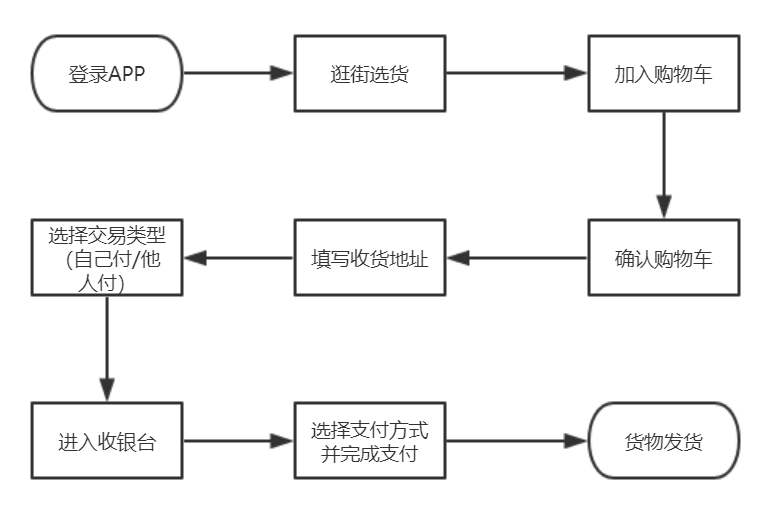 登录APP
逛街选货
加入购物车
确认购物车
填写收货地址
选择交易类型
（自己付/他
人付）
进入收银台
选择支付方式
并完成支付
货物发货